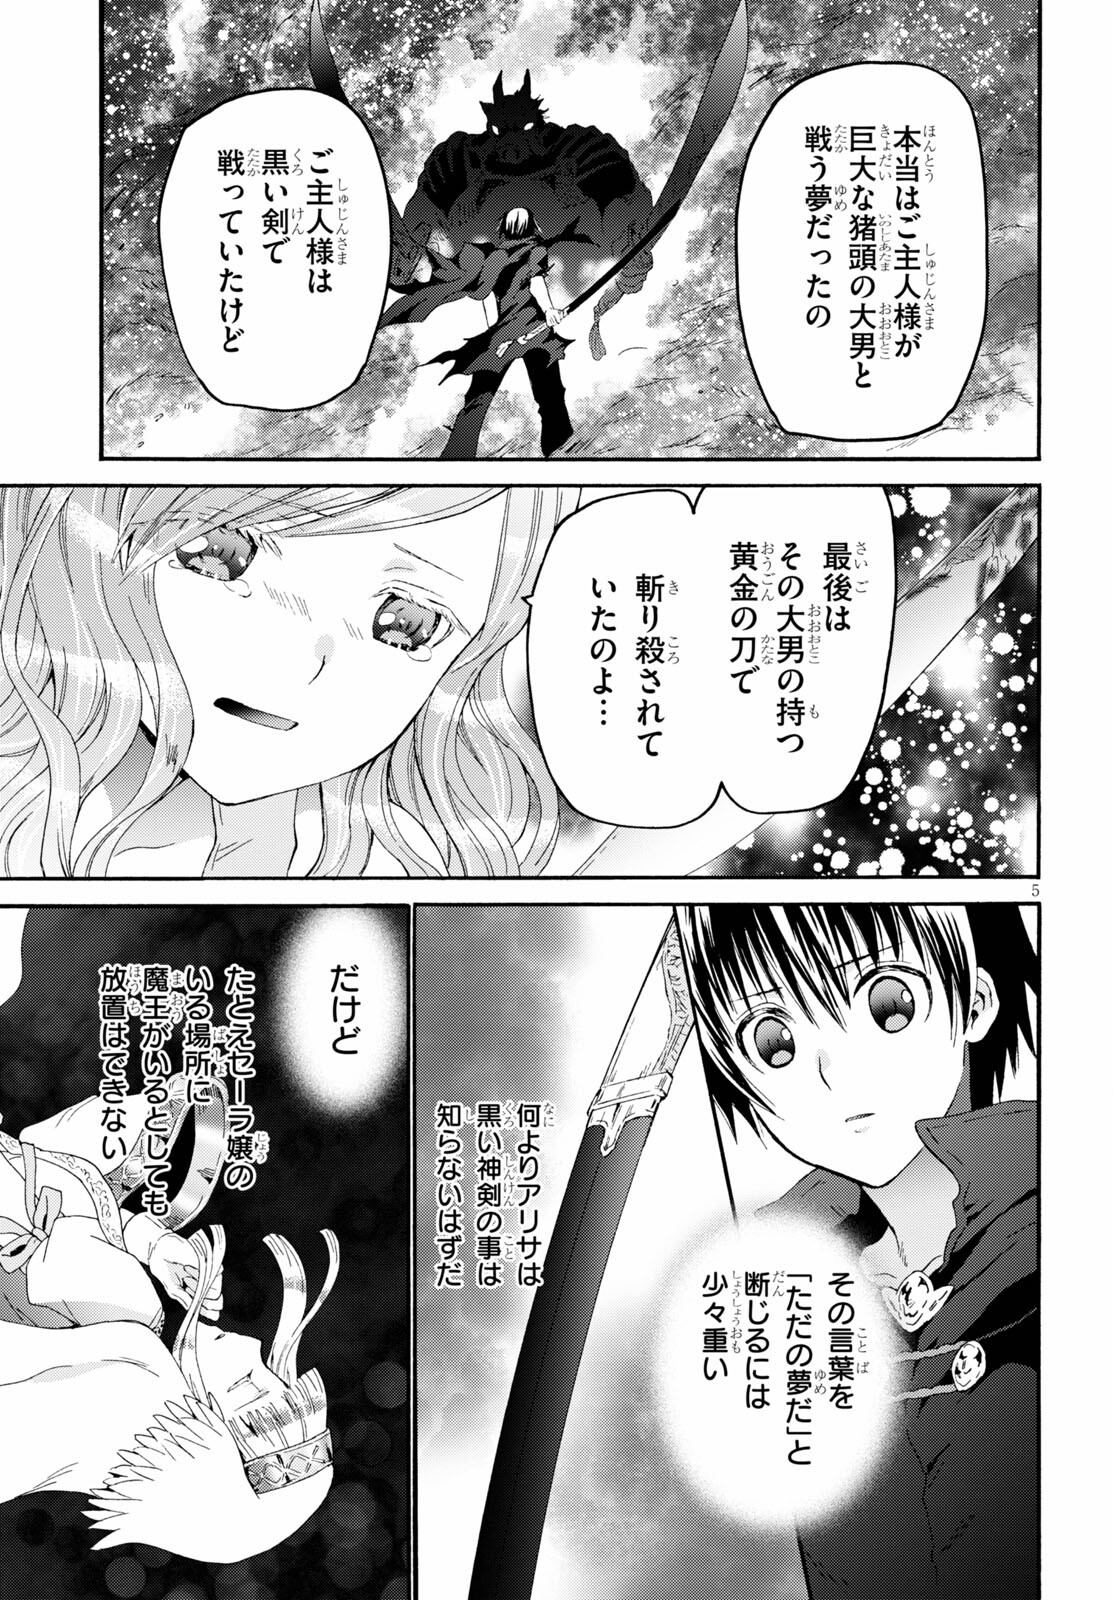 本当はご主人様が
巨大な猪頭の大男と
戦う夢だったの
ご主人様は
黒い剣で
戦っていたけど
最後は
その大男の持つ
黄金の刀で
斬り殺されて
いたのよ…
5
その言葉を
「ただの夢だ」と
断じるには
少々重い
何よりアリサは
黒い神剣の事は
知らないはずだ
だけど
たとえセーラ嬢の
いる場所に
魔王がいるとしても
放置はできない